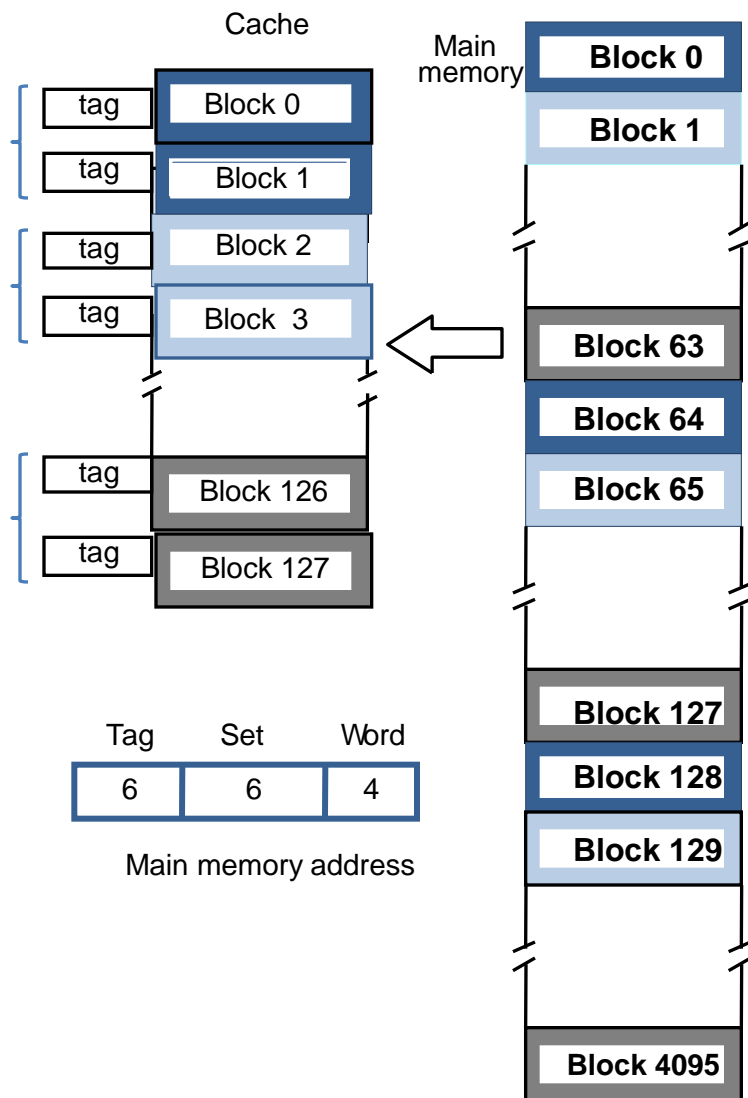 Cache
tag
Block 0
tag
Block 1
tag
Block 2
tag
Block 3
tag
Block 126
tag
Block 127
Main
memory
Block 0
Block 1
Block 63
Block 64
Block 65
Block 127
Block 128
Block 129
Block 4095
Tag Set Word
6 6 4
Main memory address